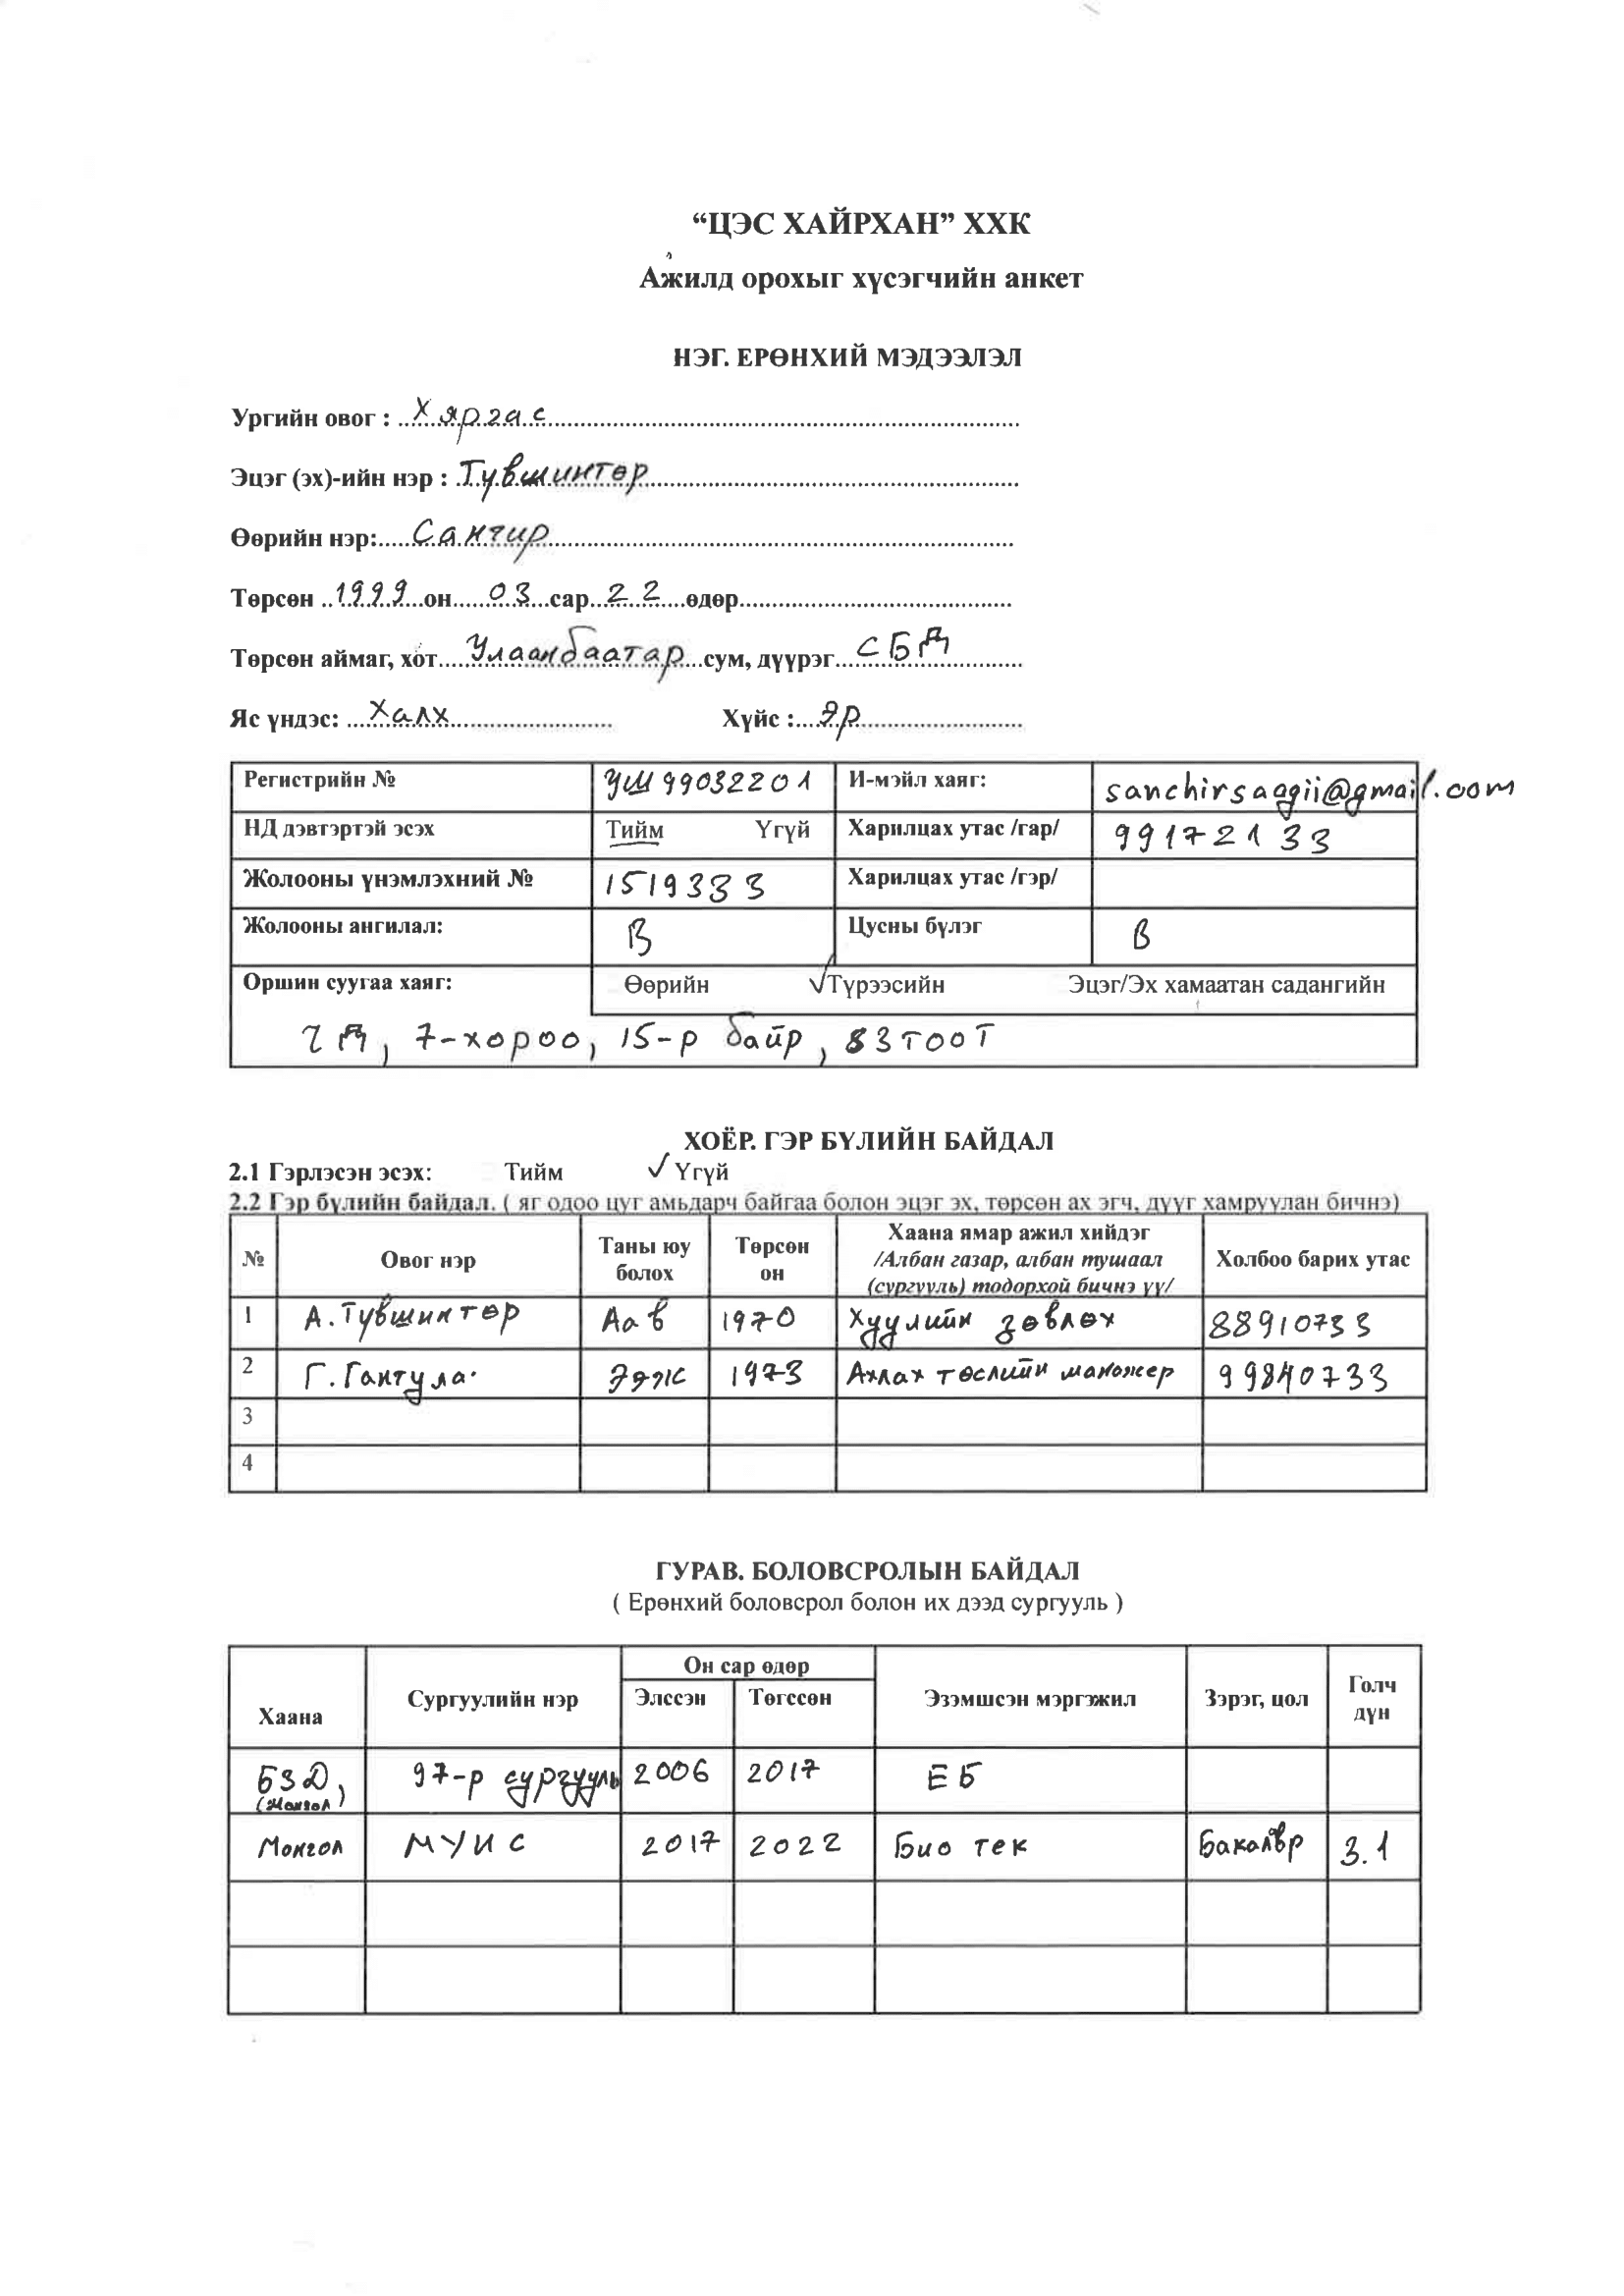 “ЦЭС ХАЙРХАН” ХХК
Ажилд орохыг хүсэгчийн анкет
НЭГ. ЕРӨНХИЙ МЭДЭЭЛЭЛ
Ургийн овог : Хяргас
Эцэг (эх)-ийн нэр : Түвшинтөр
Өөрийн нэр: Санчир
Төрсөн 1999 он 03 сар 22 өдөр
Төрсөн аймаг, хот Улаанбаатар сум, дүүрэг СБД
Яс үндэс: Халх Хүйс : Эр
Регистрийн № УШ99032201 И-мэйл хаяг: sanchirsaagii@gmail.com
НД дэвтэртэй эсэх Тийм Үгүй Харилцах утас /гар/ 99172133
Жолооны үнэмлэхний № 1519333 Харилцах утас /гэр/
Жолооны ангилал: B Цусны бүлэг B
Оршин суугаа хаяг: Өөрийн ✓Түрээсийн Эцэг/Эх хамаатан садангийн
ЧД, 7-хороо, 15-р байр, 83тоот
ХОЁР. ГЭР БҮЛИЙН БАЙДАЛ
2.1 Гэрлэсэн эсэх: Тийм ✓ Үгүй
2.2 Гэр бүлийн байдал. ( яг одоо цуг амьдарч байгаа болон эцэг эх, төрсөн ах эгч, дүүг хамруулан бичнэ)
№ Овог нэр Таны юу болох Төрсөн он Хаана ямар ажил хийдэг /Албан газар, албан тушаал (сургууль) тодорхой бичнэ үү/ Холбоо барих утас
1 А.Түвшинтөр Аав 1970 Хуулийн зөвлөх 88910733
2 Г.Гантула Ээж 1973 Ахлах төслийн манежер 99840733
3
4
ГУРАВ. БОЛОВСРОЛЫН БАЙДАЛ
( Ерөнхий боловсрол болон их дээд сургууль )
Хаана Сургуулийн нэр Он сар өдөр Элссэн Төгссөн Эзэмшсэн мэргэжил Зэрэг, цол Голч дүн
БЗД, (Монгол) 97-р сургууль 2006 2017 ЕБ
Монгол МУИС 2017 2022 Био тек Бакалавр 3.1